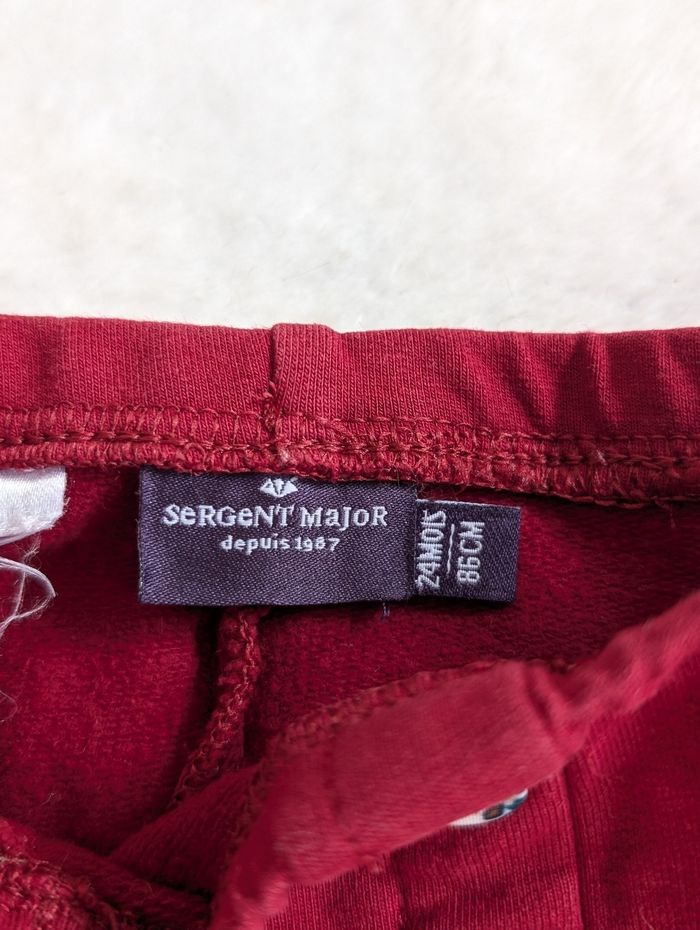 SeRGeNT MaJoR
depuis 1987
24MOIS
86CM